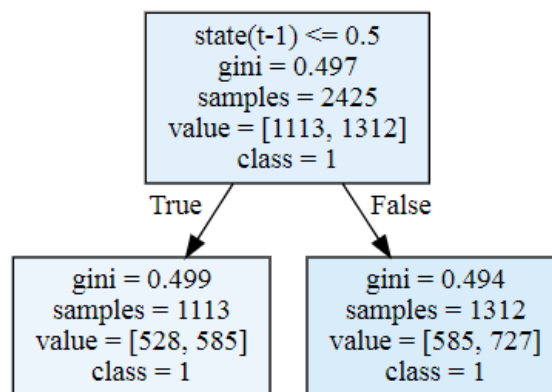 state(t-1) <= 0.5
gini = 0.497
samples = 2425
value = [1113, 1312]
class = 1
True
False
gini = 0.499
samples = 1113
value = [528, 585]
class = 1
gini = 0.494
samples = 1312
value = [585, 727]
class = 1